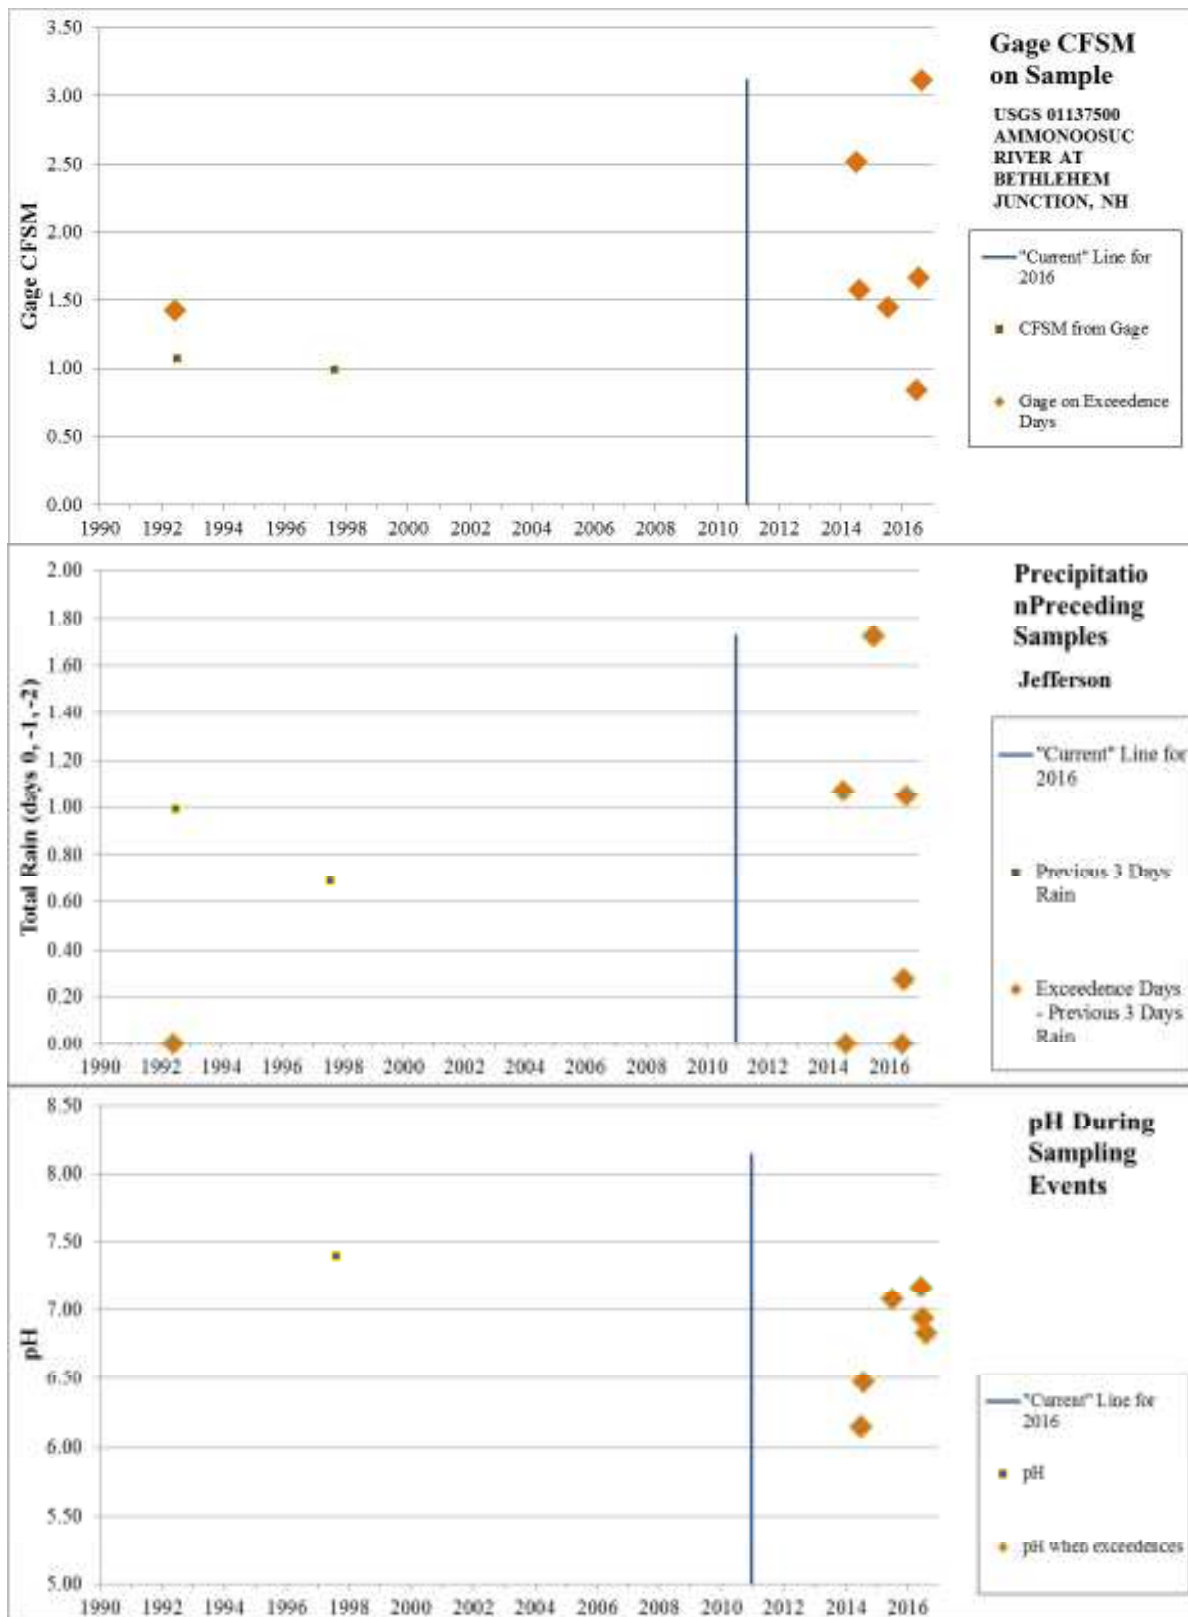 3.50
3.00
2.50
2.00
1.50
1.00
0.50
0.00
Gage CFSM
1990 1992 1994 1996 1998 2000 2002 2004 2006 2008 2010 2012 2014 2016
Gage CFSM
on Sample
USGS 01137500
AMMONOOSUC
RIVER AT
BETHLEHEM
JUNCTION, NH
"Current" Line for
2016
CFSM from Gage
Gage on Exceedence
Days
2.00
1.80
1.60
1.40
1.20
1.00
0.80
0.60
0.40
0.20
0.00
Total Rain (days 0, -1, -2)
1990 1992 1994 1996 1998 2000 2002 2004 2006 2008 2010 2012 2014 2016
Precipitatio
nPreceding
Samples
Jefferson
"Current" Line for
2016
Previous 3 Days
Rain
Exceedence Days
- Previous 3 Days
Rain
8.50
8.00
7.50
7.00
6.50
6.00
5.50
5.00
pH
1990 1992 1994 1996 1998 2000 2002 2004 2006 2008 2010 2012 2014 2016
pH During
Sampling
Events
"Current" Line for
2016
pH
pH when exceedences